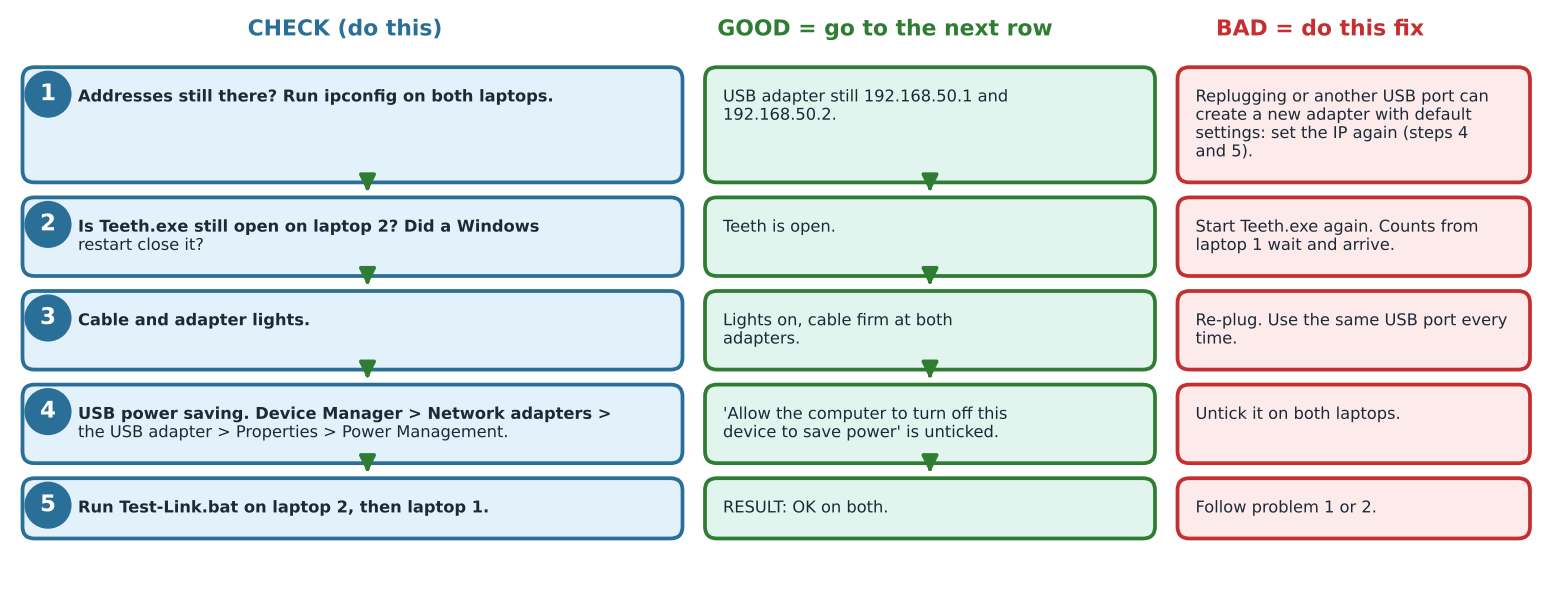 CHECK (do this)
GOOD = go to the next row
BAD = do this fix
1
Addresses still there? Run ipconfig on both laptops.
USB adapter still 192.168.50.1 and
192.168.50.2.
Replugging or another USB port can
create a new adapter with default
settings: set the IP again (steps 4
and 5).
2
Is Teeth.exe still open on laptop 2? Did a Windows
restart close it?
Teeth is open.
Start Teeth.exe again. Counts from
laptop 1 wait and arrive.
3
Cable and adapter lights.
Lights on, cable firm at both
adapters.
Re-plug. Use the same USB port every
time.
4
USB power saving. Device Manager > Network adapters >
the USB adapter > Properties > Power Management.
'Allow the computer to turn off this
device to save power' is unticked.
Untick it on both laptops.
5
Run Test-Link.bat on laptop 2, then laptop 1.
RESULT: OK on both.
Follow problem 1 or 2.